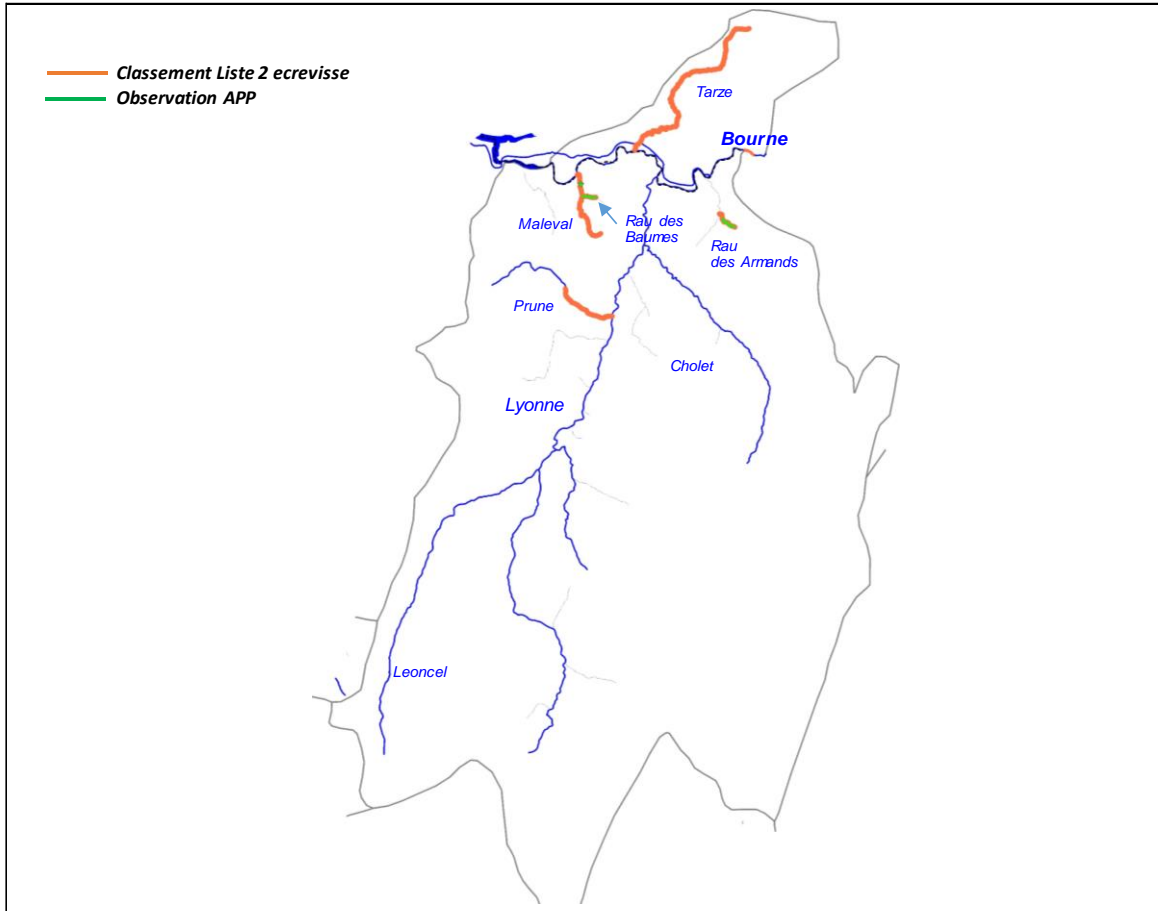 Classement Liste 2 ecrevisse
Observation APP
Tarze
Bourne
Maleval
Rau des
Baumes
Rau
des Armands
Prune
Cholet
Lyonne
Leoncel